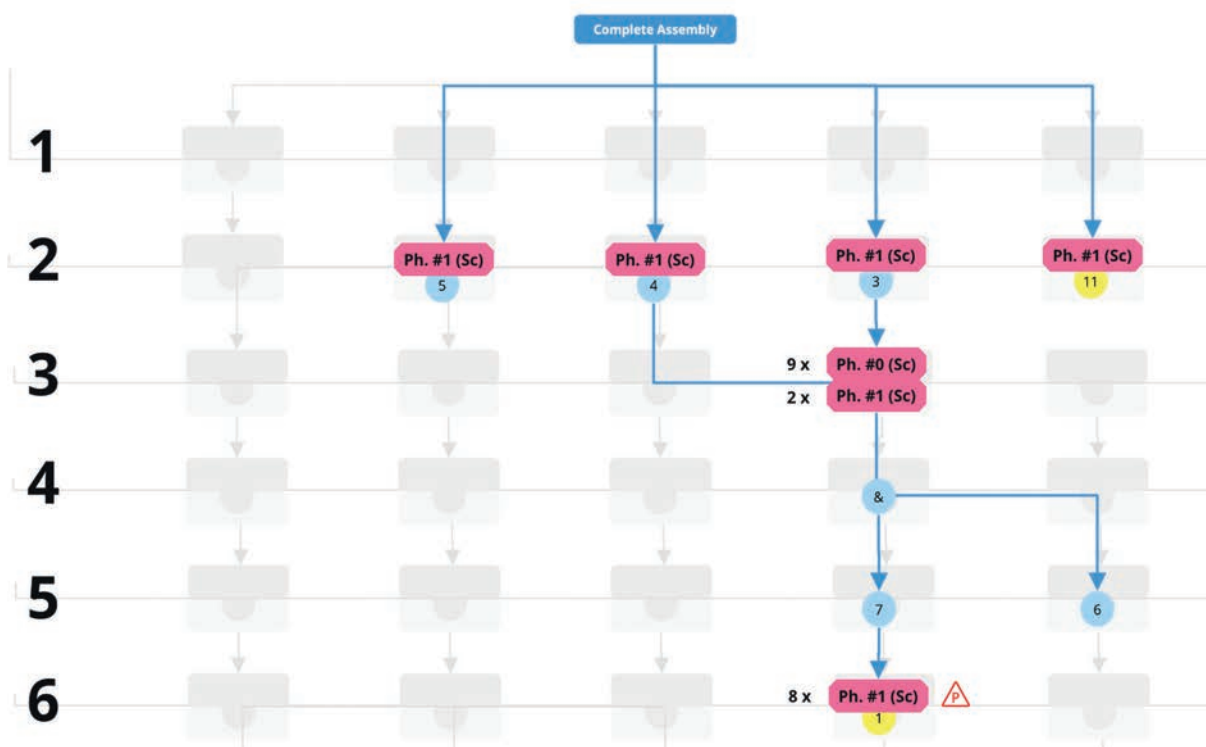 Complete Assembly
1
2
Ph. #1 (Sc)
Ph. #1 (Sc)
Ph. #1 (Sc)
Ph. #1 (Sc)
5
4
3
11
3
9 x
Ph. #0 (Sc)
2 x
Ph. #1 (Sc)
4
&
5
7
6
6
8 x
Ph. #1 (Sc)
P
1